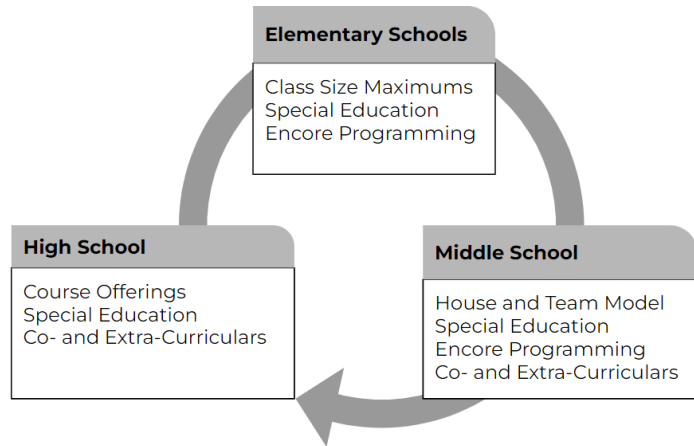 Elementary Schools
Class Size Maximums
Special Education
Encore Programming
Middle School
House and Team Model
Special Education
Encore Programming
Co- and Extra-Curriculars
High School
Course Offerings
Special Education
Co- and Extra-Curriculars